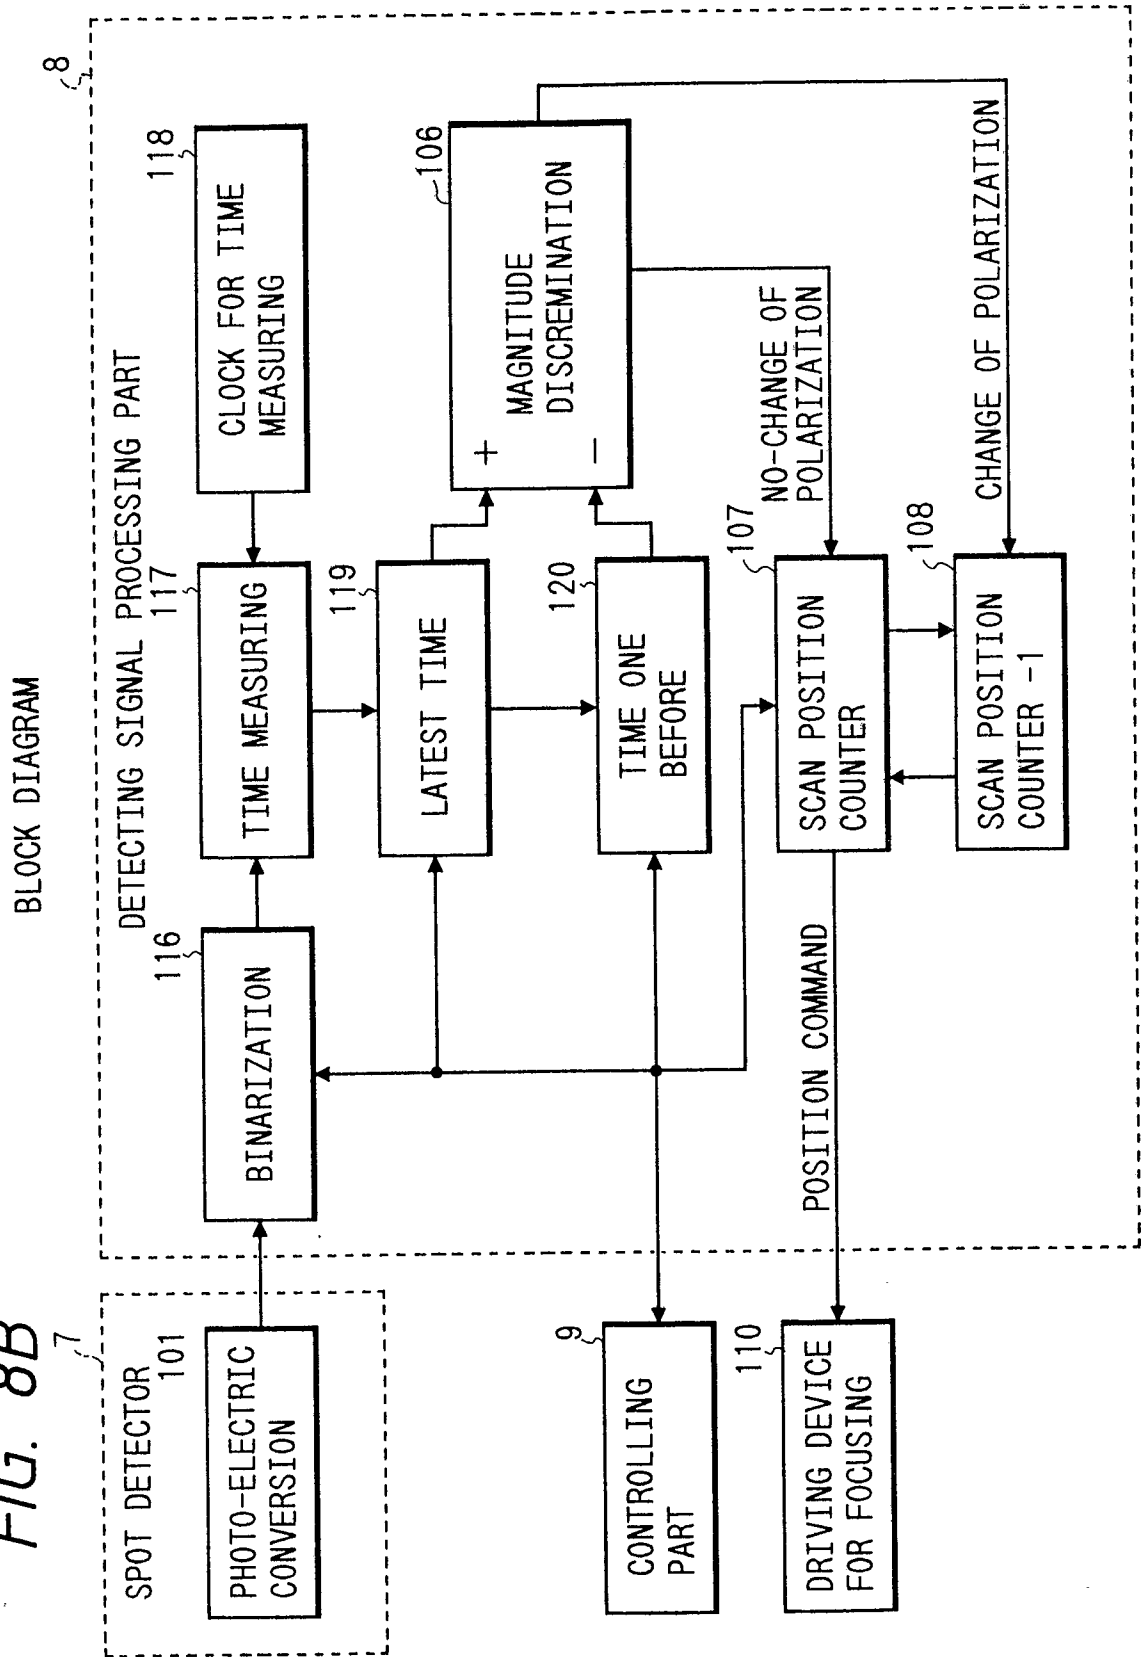 FIG. 8B
BLOCK DIAGRAM
7
SPOT DETECTOR
101
PHOTO-ELECTRIC
CONVERSION
8
DETECTING SIGNAL PROCESSING PART
116
BINARIZATION
117
TIME MEASURING
118
CLOCK FOR TIME
MEASURING
119
LATEST TIME
106
+
−
MAGNITUDE
DISCREMINATION
120
TIME ONE
BEFORE
9
CONTROLLING
PART
NO-CHANGE OF
POLARIZATION
107
SCAN POSITION
COUNTER
110
DRIVING DEVICE
FOR FOCUSING
POSITION COMMAND
108
SCAN POSITION
COUNTER -1
CHANGE OF POLARIZATION